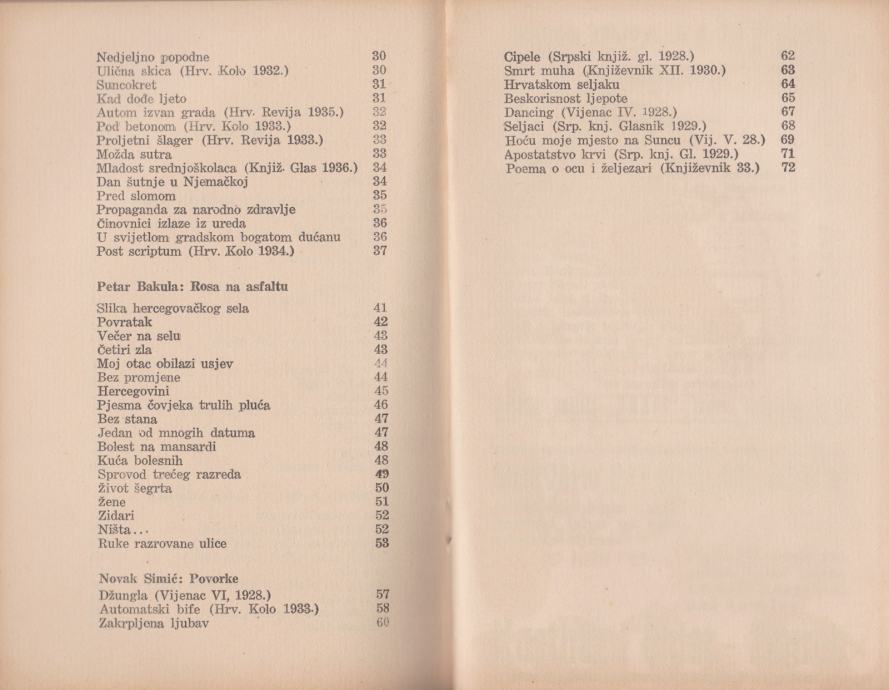 Nedjeljno popodne 30
Ulična skica (Hrv. Kolo 1932.) 30
Suncokret 31
Kad dođe ljeto 31
Autom izvan grada (Hrv. Revija 1935.) 32
Pod betonom (Hrv. Kolo 1933.) 32
Proljetni šlager (Hrv. Revija 1933.) 33
Možda sutra 33
Mladost srednjoškolaca (Knjiž. Glas 1936.) 34
Dan šutnje u Njemačkoj 34
Pred slomom 35
Propaganda za narodno zdravlje 35
Činovnici izlaze iz ureda 36
U svijetlom gradskom bogatom dućanu 36
Post scriptum (Hrv. Kolo 1934.) 37
Petar Bakula: Rosa na asfaltu
Slika hercegovačkog sela 41
Povratak 42
Večer na selu 43
Četiri zla 43
Moj otac obilazi usjev 44
Bez promjene 44
Hercegovini 45
Pjesma čovjeka trulih pluća 46
Bez stana 47
Jedan od mnogih datuma 47
Bolest na mansardi 48
Kuća bolesnih 48
Sprovod trećeg razreda 49
Život šegrta 50
Žene 51
Zidari 52
Ništa... 52
Ruke razrovane ulice 53
Novak Simić: Povorke
Džungla (Vijenac VI, 1928.) 57
Automatski bife (Hrv. Kolo 1933.) 58
Zakrpljena ljubav 60
Cipele (Srpski knjiž. gl. 1928.) 62
Smrt muha (Književnik XII. 1930.) 63
Hrvatskom seljaku 64
Beskorisnost ljepote 65
Dancing (Vijenac IV. 1928.) 67
Seljaci (Srp. knj. Glasnik 1929.) 68
Hoću moje mjesto na Suncu (Vij. V. 28.) 69
Apostatstvo krvi (Srp. knj. Gl. 1929.) 71
Poema o ocu i željezari (Književnik 33.) 72